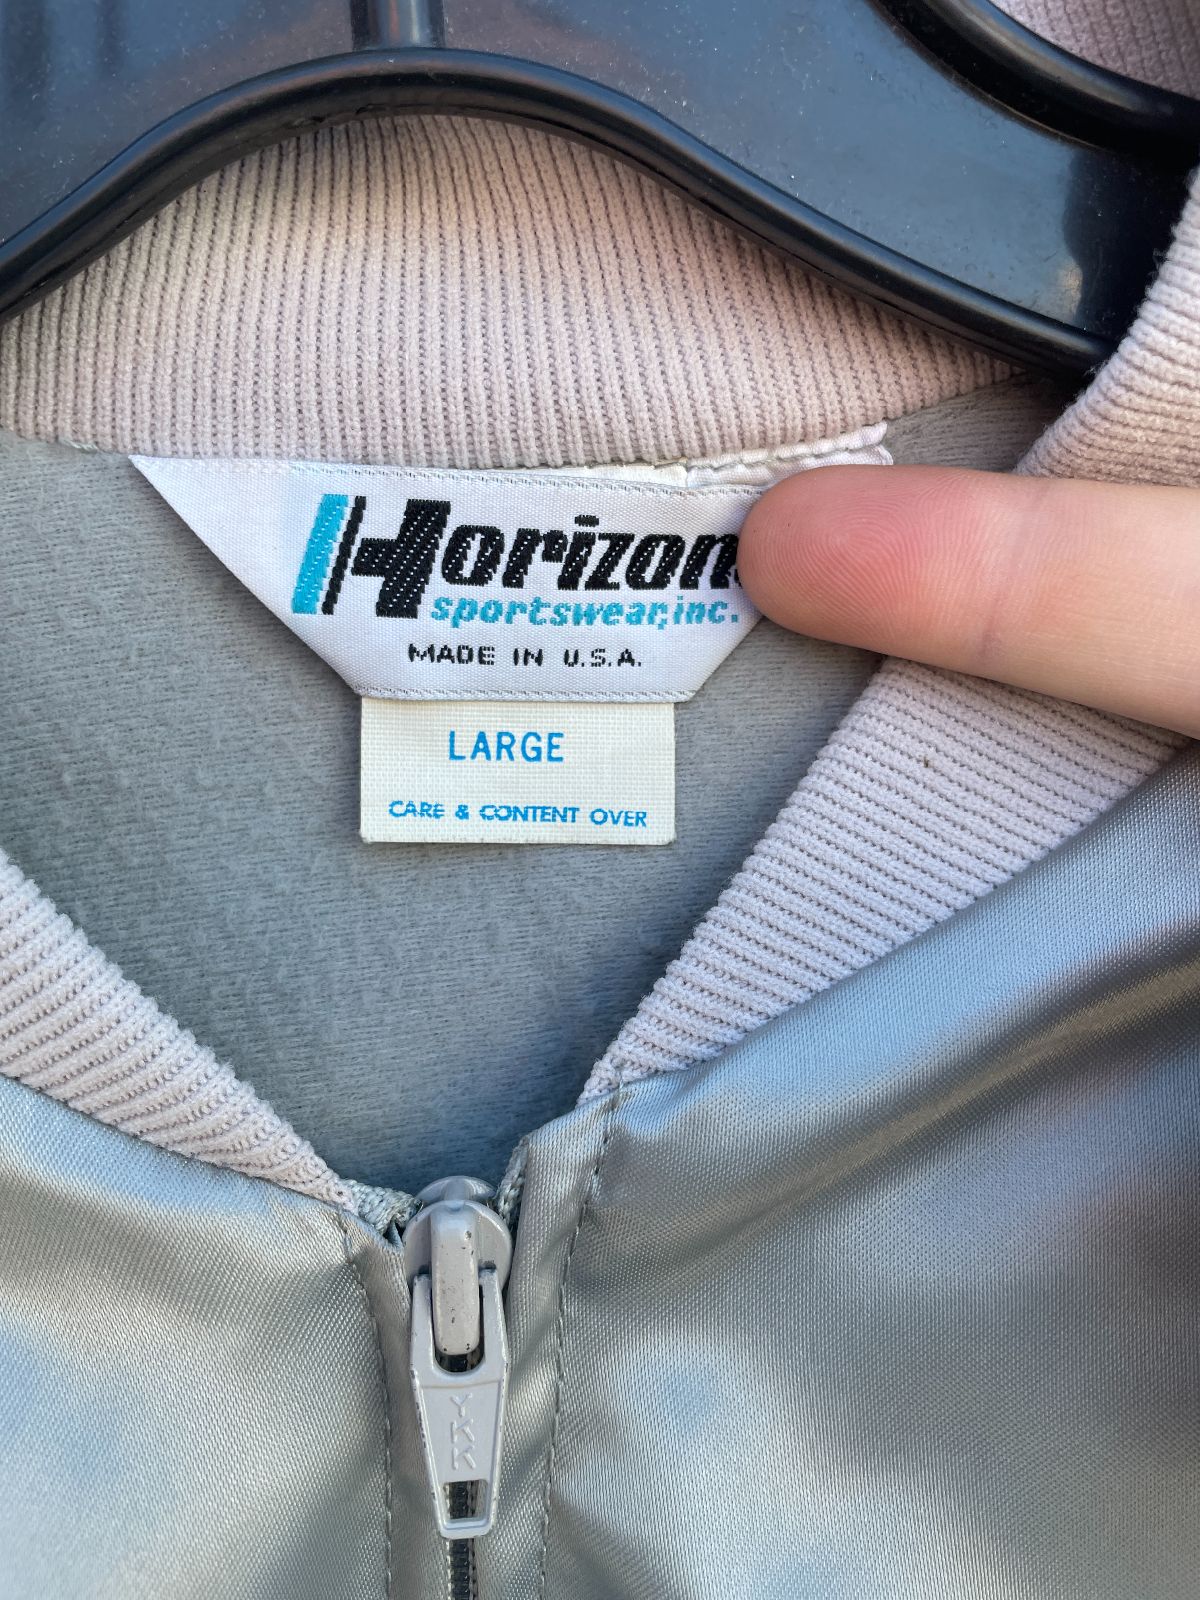 Horizon
sportswear, inc.
MADE IN U.S.A.
LARGE
CARE & CONTENT OVER
YKK